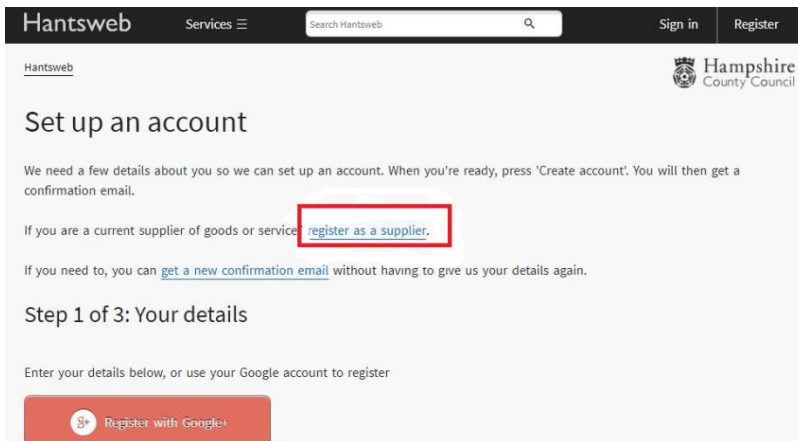 Hantsweb Services Search Hantsweb Sign in Register
Hantsweb
Hampshire
County Council
Set up an account
We need a few details about you so we can set up an account. When you're ready, press 'Create account'. You will then get a
confirmation email.
If you are a current supplier of goods or service register as a supplier.
If you need to, you can get a new confirmation email without having to give us your details again.
Step 1 of 3: Your details
Enter your details below, or use your Google account to register
8+ Register with Google+